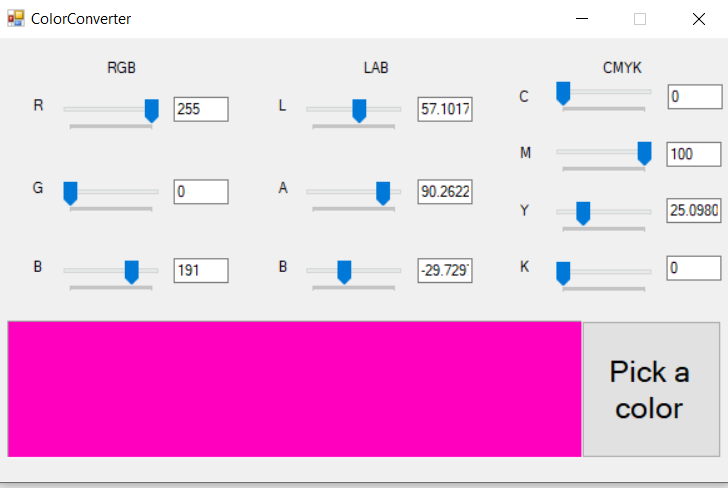 ColorConverter
RGB LAB CMYK
R 255 L 57.1017 C 0
M 100
G 0 A 90.2622 Y 25.0980
B 191 B -29.729 K 0
Pick a
color